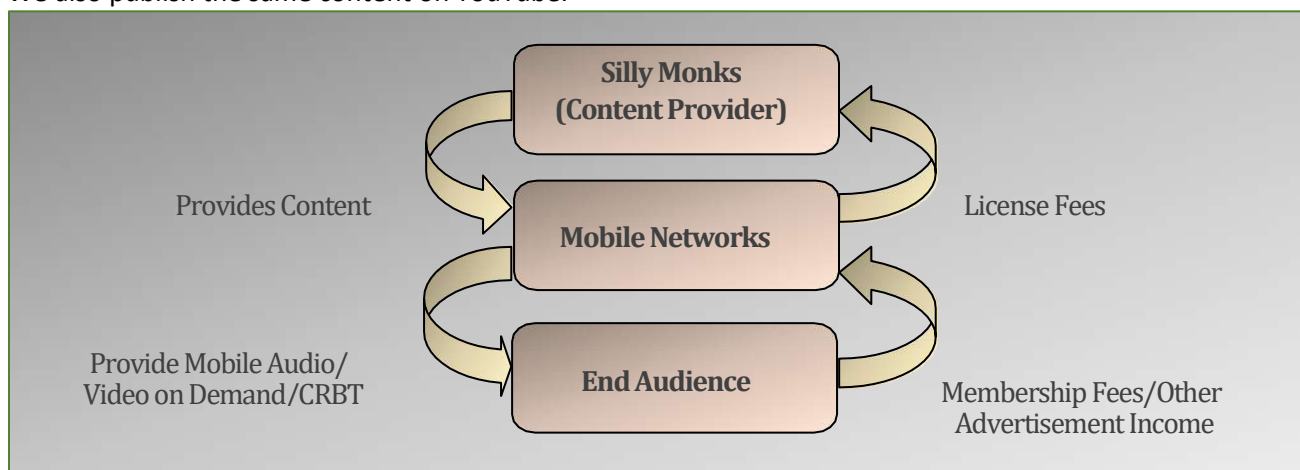 We also publish the same content on YouTube.
Silly Monks
(Content Provider)
Provides Content
License Fees
Mobile Networks
Provide Mobile Audio/
Video on Demand/CRBT
End Audience
Membership Fees/Other
Advertisement Income